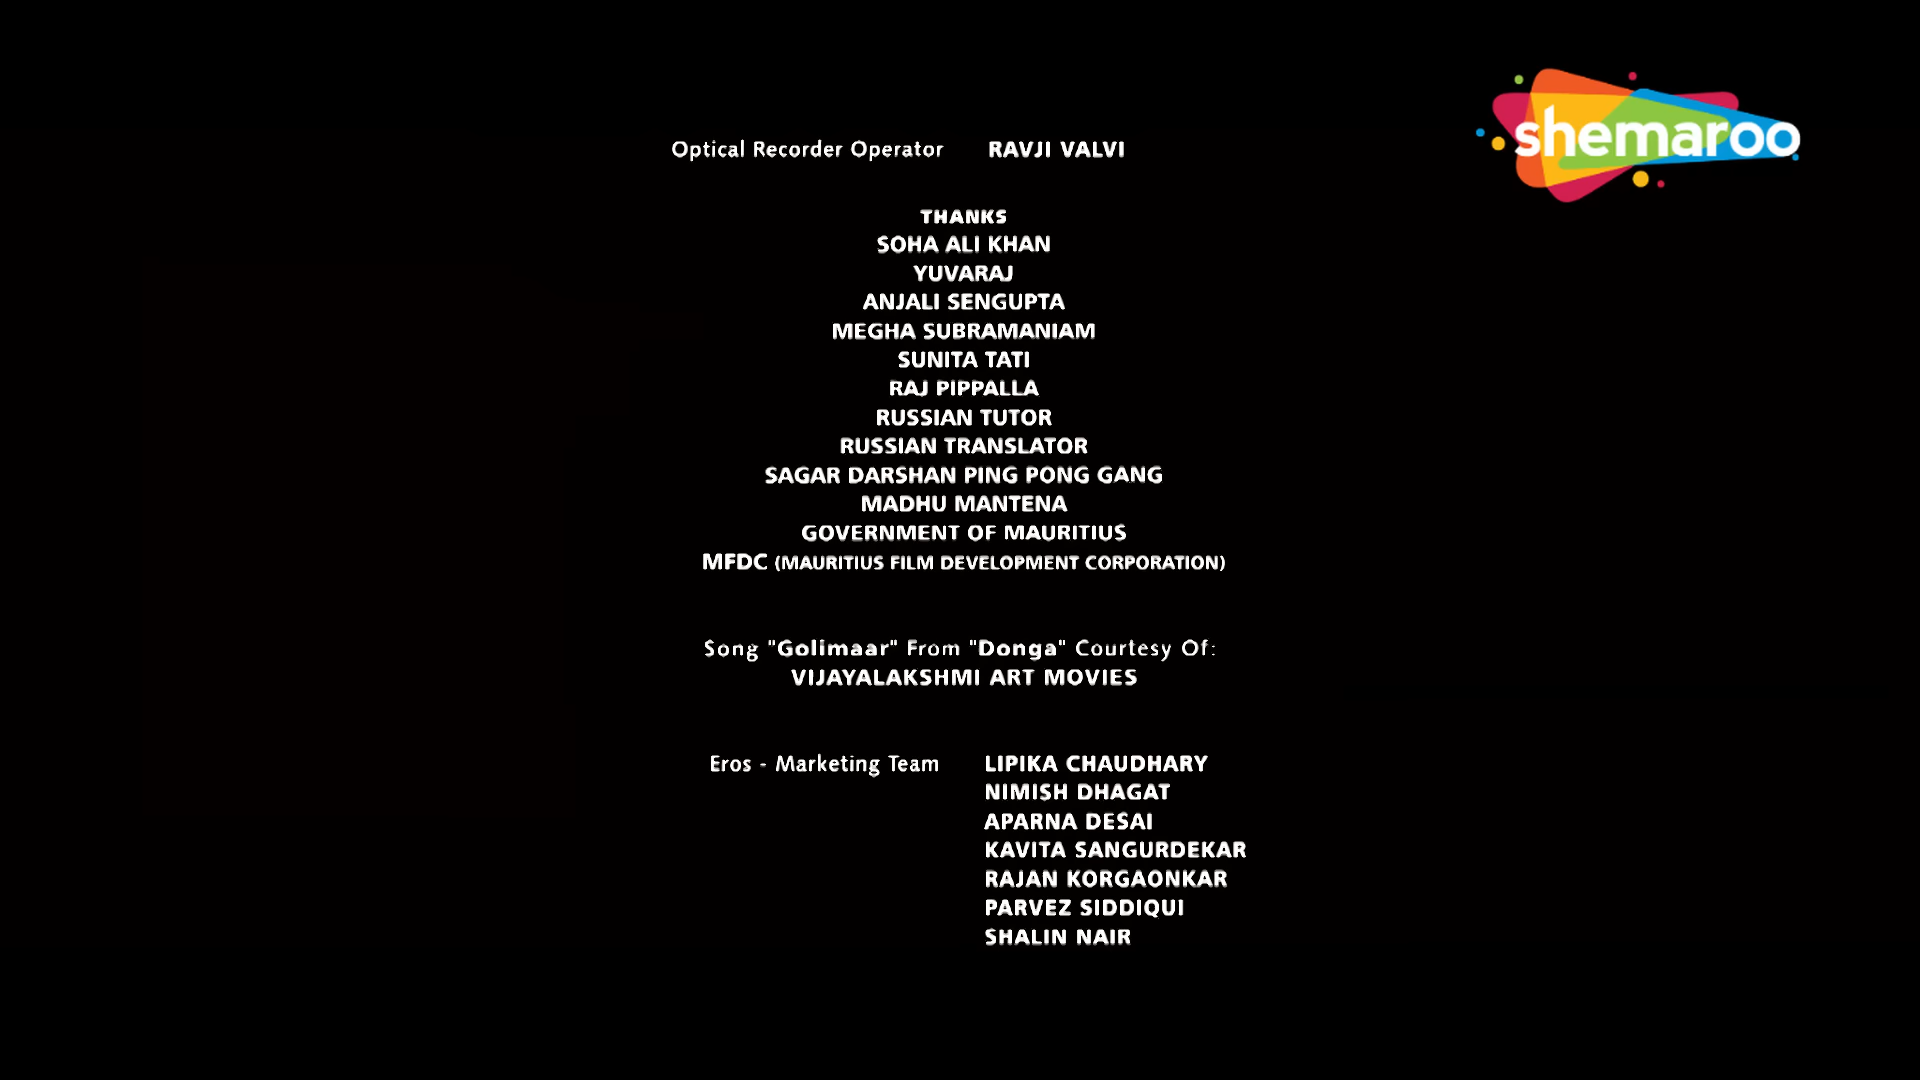 shemaroo
Optical Recorder Operator RAVJI VALVI
THANKS
SOHA ALI KHAN
YUVARAJ
ANJALI SENGUPTA
MEGHA SUBRAMANIAM
SUNITA TATI
RAJ PIPPALLA
RUSSIAN TUTOR
RUSSIAN TRANSLATOR
SAGAR DARSHAN PING PONG GANG
MADHU MANTENA
GOVERNMENT OF MAURITIUS
MFDC (MAURITIUS FILM DEVELOPMENT CORPORATION)
Song "Golimaar" From "Donga" Courtesy Of:
VIJAYALAKSHMI ART MOVIES
Eros - Marketing Team LIPIKA CHAUDHARY
NIMISH DHAGAT
APARNA DESAI
KAVITA SANGURDEKAR
RAJAN KORGAONKAR
PARVEZ SIDDIQUI
SHALIN NAIR